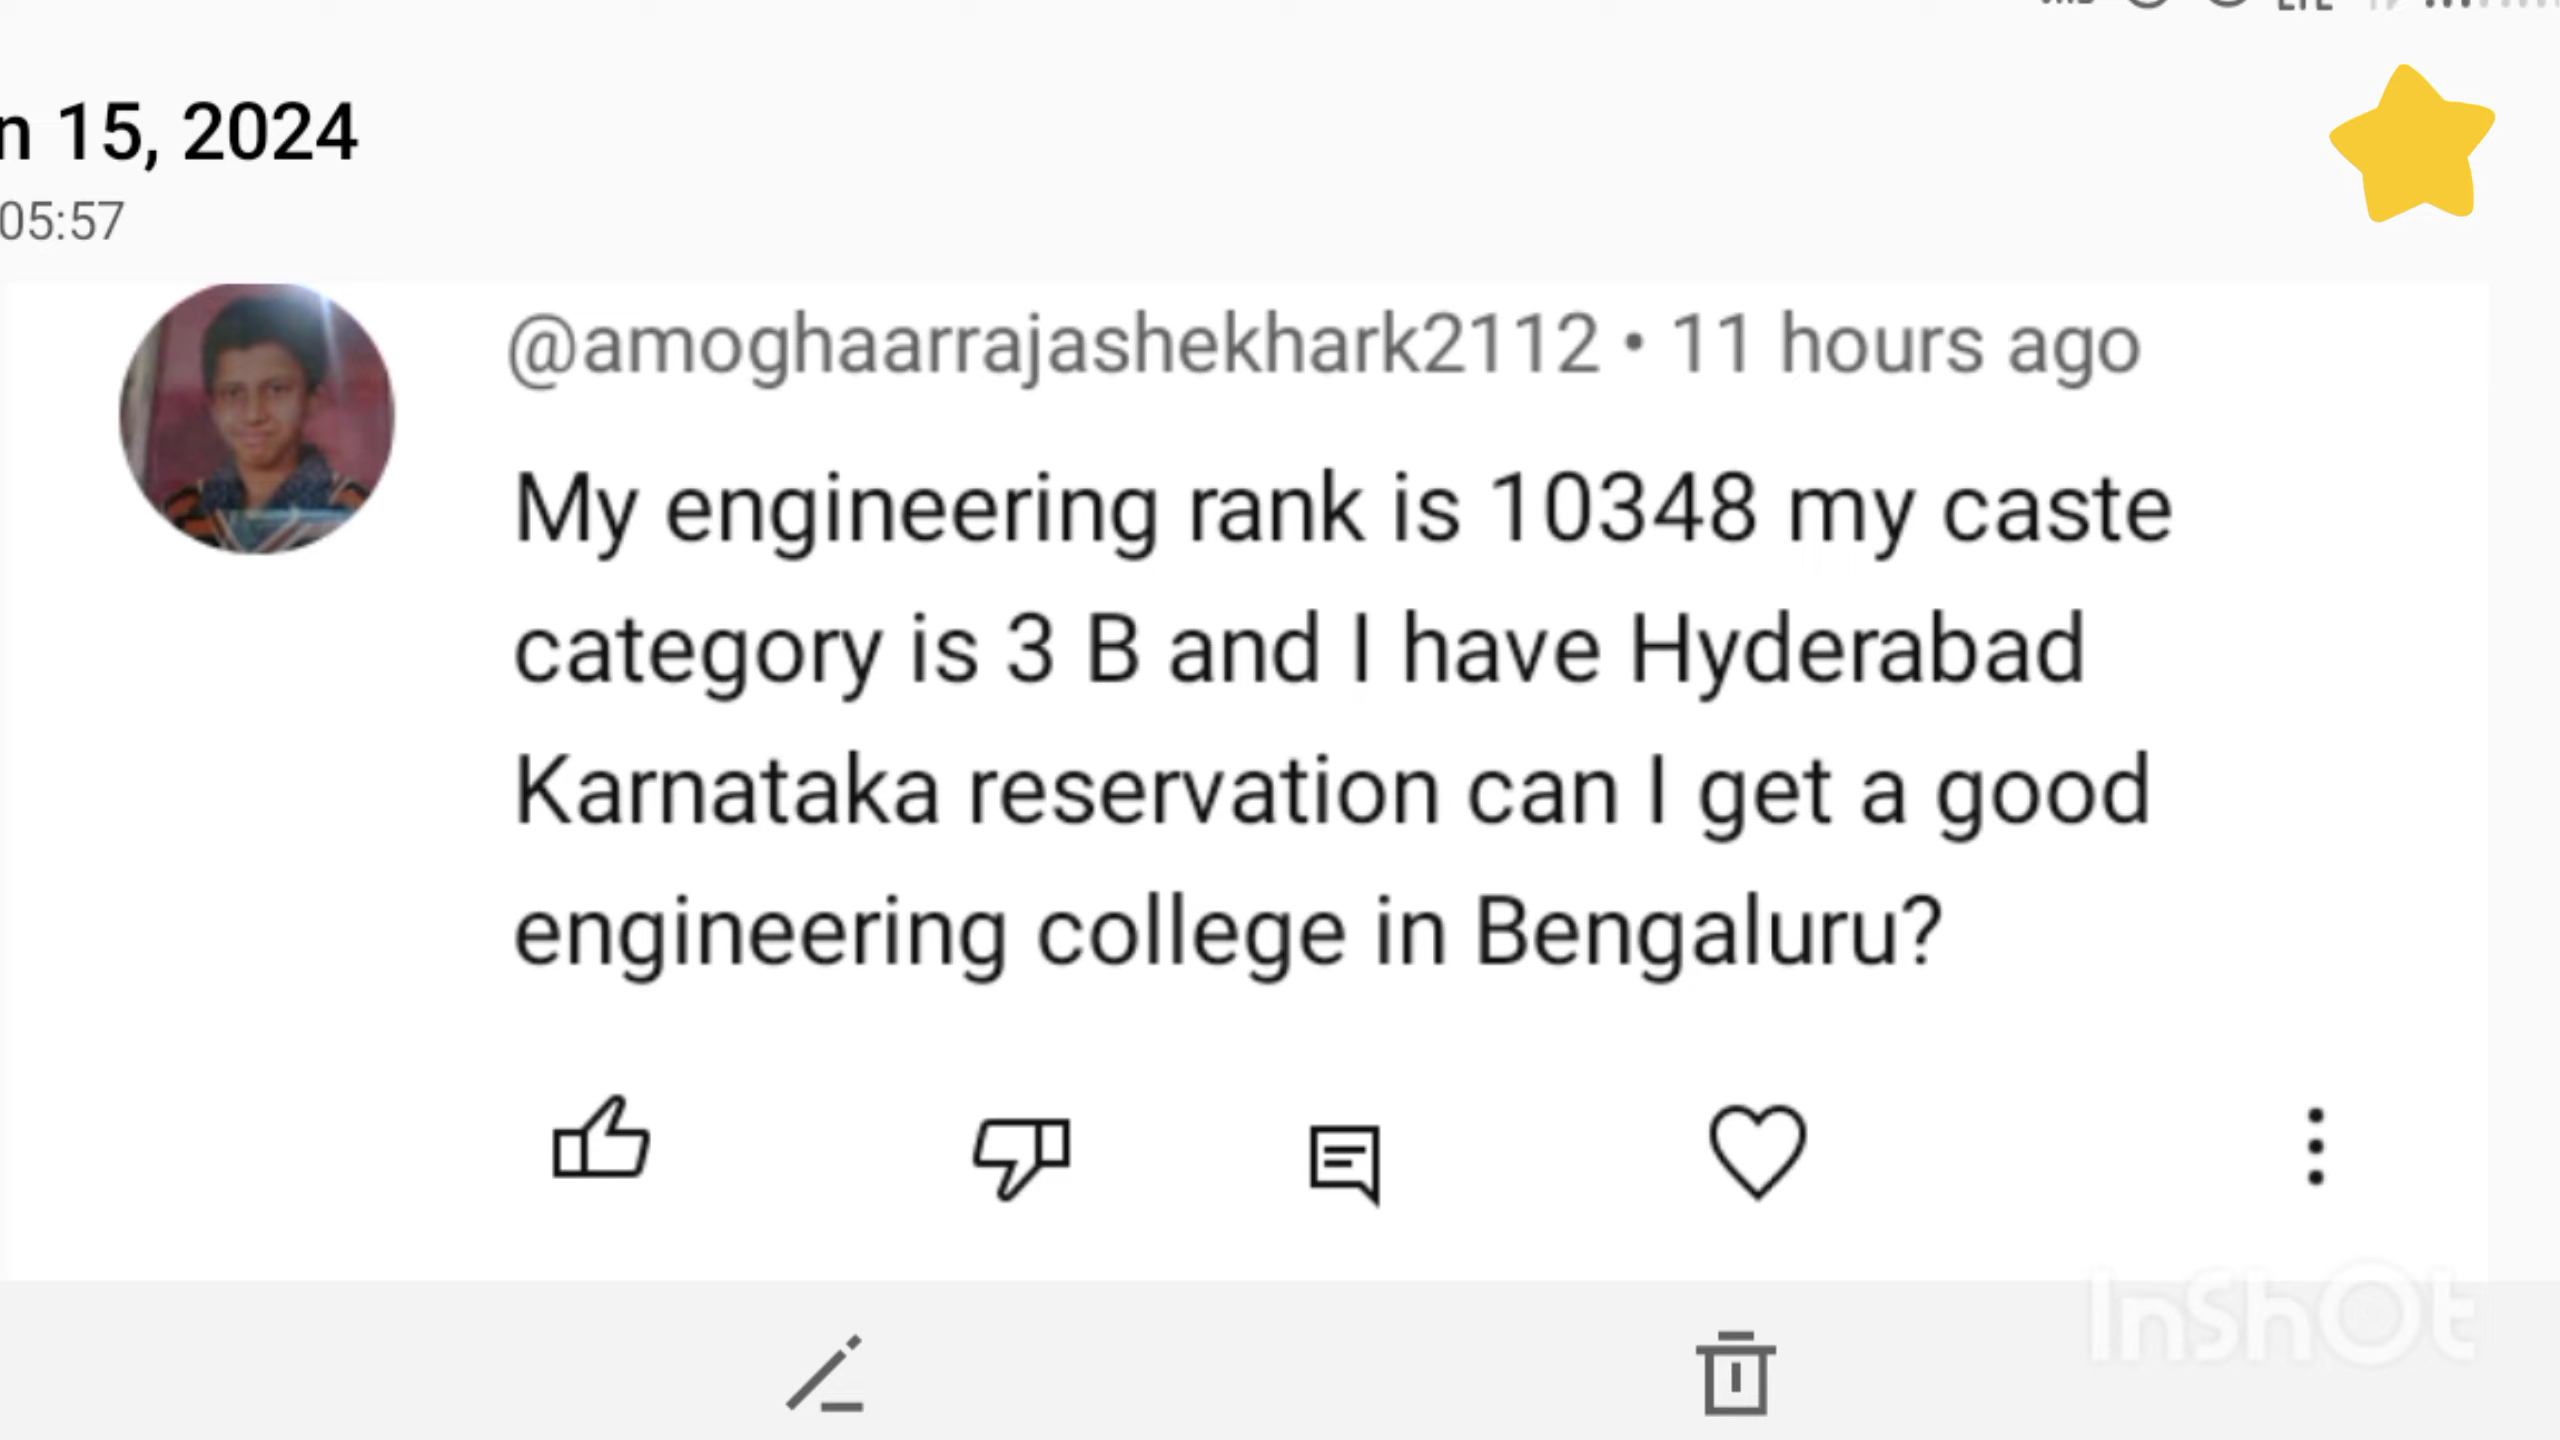 n 15, 2024
05:57
@amoghaarrajashekhark2112 • 11 hours ago
My engineering rank is 10348 my caste
category is 3 B and I have Hyderabad
Karnataka reservation can I get a good
engineering college in Bengaluru?
InShOt